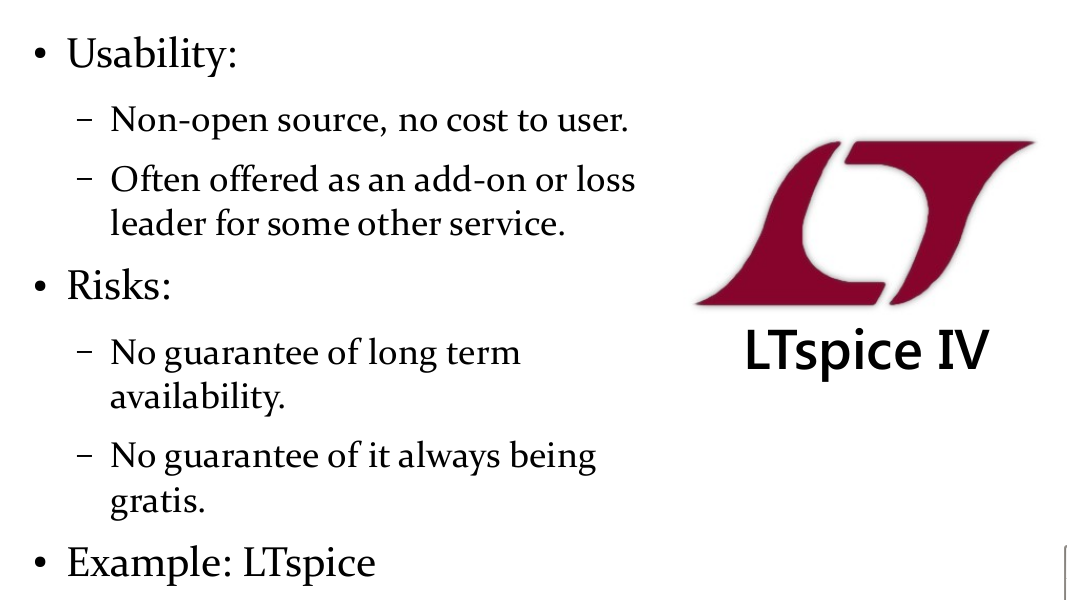 • Usability:
– Non-open source, no cost to user.
– Often offered as an add-on or loss
leader for some other service.
• Risks:
– No guarantee of long term
availability.
– No guarantee of it always being
gratis.
• Example: LTspice
LTspice IV